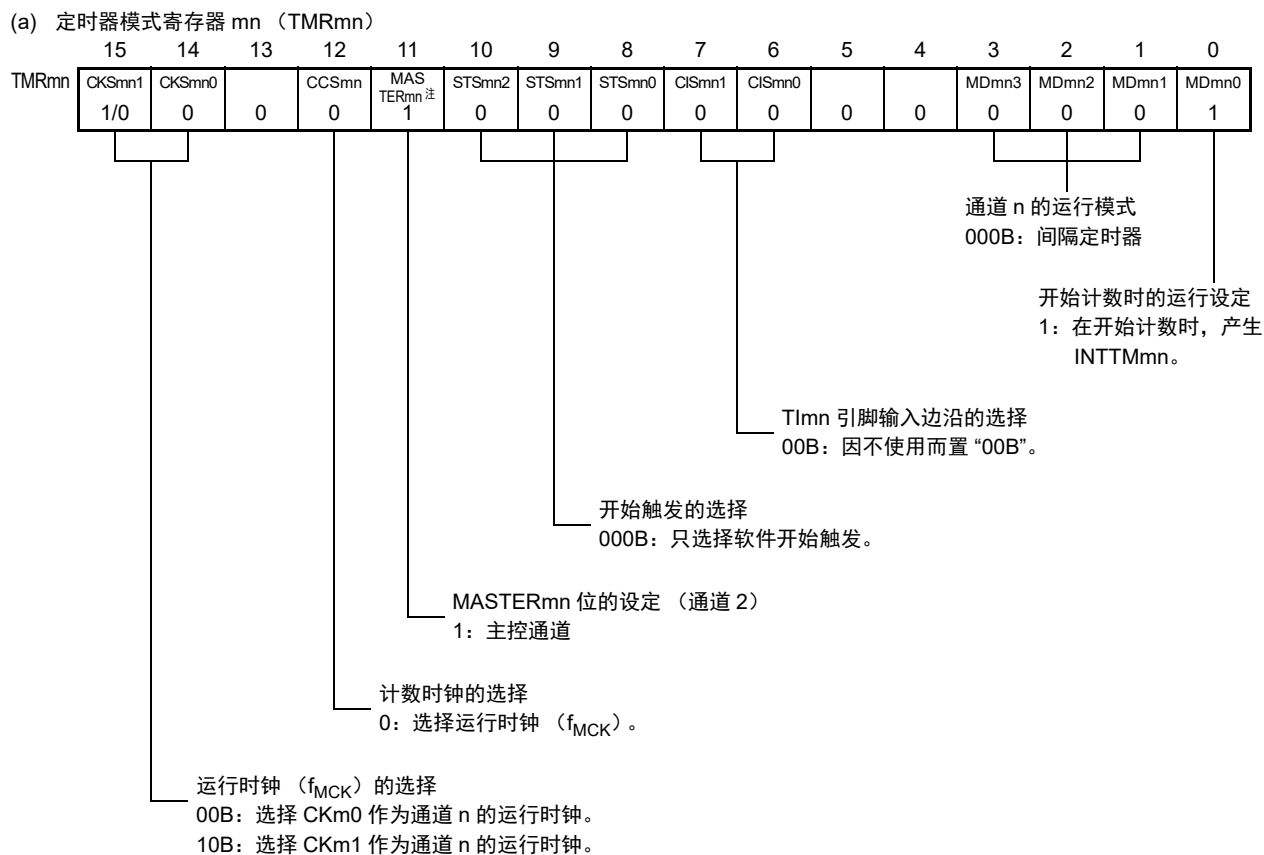 (a) 定时器模式寄存器 mn （TMRmn）
15 14 13 12 11 10 9 8 7 6 5 4 3 2 1 0
TMRmn CKSmn1 CKSmn0 CCSmn MAS TERmn 注 STSmn2 STSmn1 STSmn0 CISmn1 CISmn0 MDmn3 MDmn2 MDmn1 MDmn0
1/0 0 0 0 1 0 0 0 0 0 0 0 0 0 0 1
通道 n 的运行模式
000B：间隔定时器
开始计数时的运行设定
1：在开始计数时，产生
INTTMmn。
TImn 引脚输入边沿的选择
00B：因不使用而置 “00B”。
开始触发的选择
000B：只选择软件开始触发。
MASTERmn 位的设定 （通道 2）
1：主控通道
计数时钟的选择
0：选择运行时钟 （fMCK）。
运行时钟 （fMCK）的选择
00B：选择 CKm0 作为通道 n 的运行时钟。
10B：选择 CKm1 作为通道 n 的运行时钟。